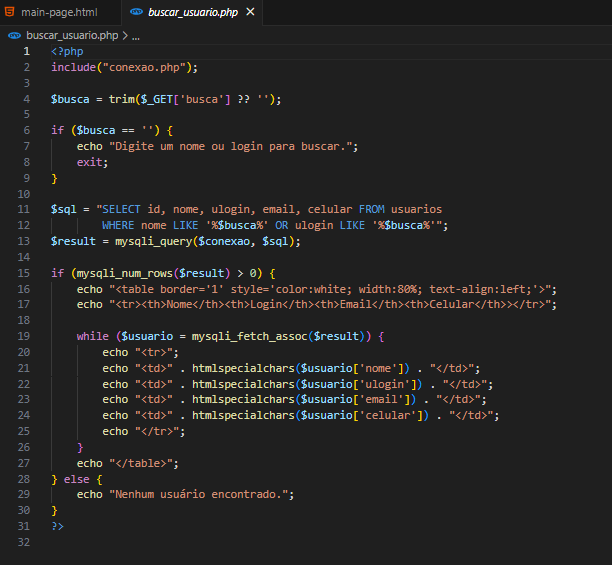 main-page.html buscar_usuario.php ×
buscar_usuario.php > ...
1 <?php
2 include("conexao.php");
3
4 $busca = trim($_GET['busca'] ?? '');
5
6 if ($busca == '') {
7 echo "Digite um nome ou login para buscar.";
8 exit;
9 }
10
11 $sql = "SELECT id, nome, ulogin, email, celular FROM usuarios
12 WHERE nome LIKE '%$busca%' OR ulogin LIKE '%$busca%'";
13 $result = mysqli_query($conexao, $sql);
14
15 if (mysqli_num_rows($result) > 0) {
16 echo "<table border='1' style='color:white; width:80%; text-align:left;'>";
17 echo "<tr><th>Nome</th><th>Login</th><th>Email</th><th>Celular</th>></tr>";
18
19 while ($usuario = mysqli_fetch_assoc($result)) {
20 echo "<tr>";
21 echo "<td>" . htmlspecialchars($usuario['nome']) . "</td>";
22 echo "<td>" . htmlspecialchars($usuario['ulogin']) . "</td>";
23 echo "<td>" . htmlspecialchars($usuario['email']) . "</td>";
24 echo "<td>" . htmlspecialchars($usuario['celular']) . "</td>";
25 echo "</tr>";
26 }
27 echo "</table>";
28 } else {
29 echo "Nenhum usuário encontrado.";
30 }
31 ?>
32